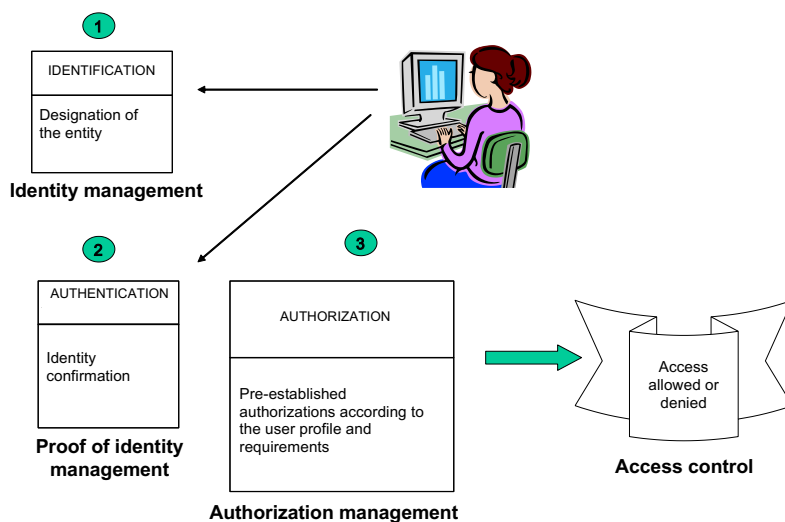 1
IDENTIFICATION
Designation of
the entity
Identity management
2
AUTHENTICATION
Identity
confirmation
Proof of identity
management
3
AUTHORIZATION
Pre-established
authorizations according to
the user profile and
requirements
Authorization management
Access
allowed or
denied
Access control